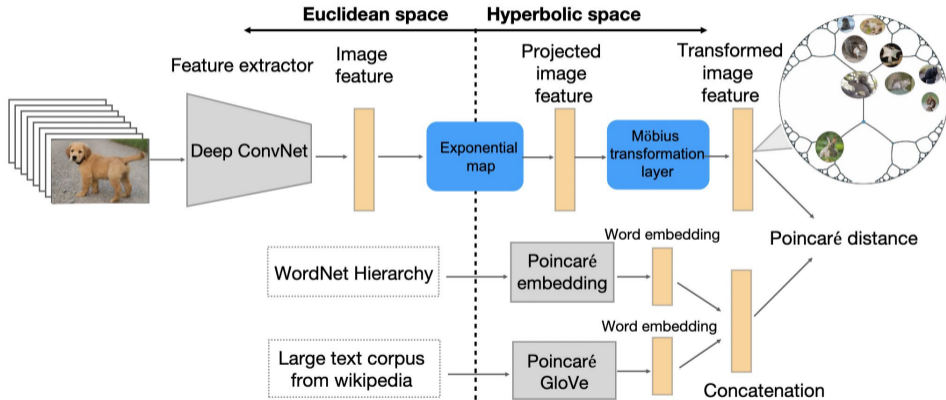 Euclidean space
Hyperbolic space
Feature extractor
Image
feature
Projected
image
feature
Transformed
image
feature
Deep ConvNet
Exponential
map
Möbius
transformation
layer
Poincaré distance
WordNet Hierarchy
Poincaré
embedding
Word embedding
Large text corpus
from wikipedia
Poincaré
GloVe
Word embedding
Concatenation